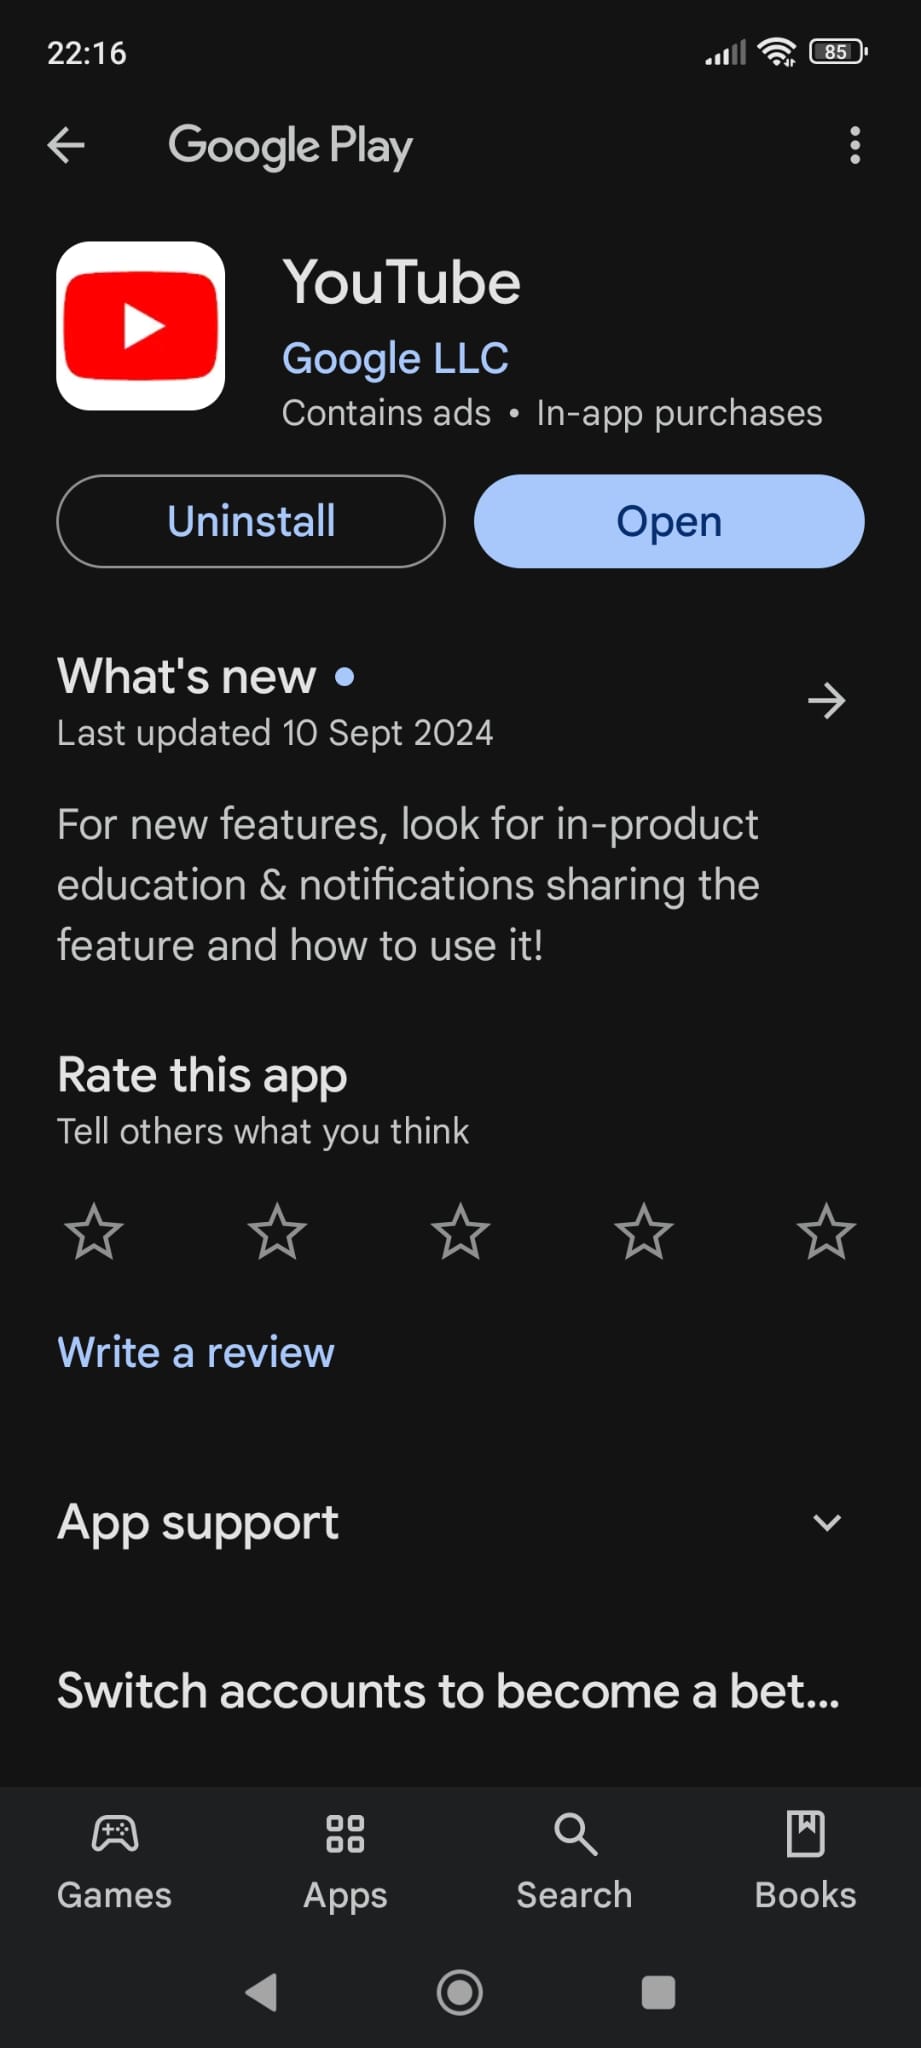 22:16
85
Google Play
YouTube
Google LLC
Contains ads • In-app purchases
Uninstall
Open
What's new
Last updated 10 Sept 2024
For new features, look for in-product
education & notifications sharing the
feature and how to use it!
Rate this app
Tell others what you think
Write a review
App support
Switch accounts to become a bet...
Games
Apps
Search
Books